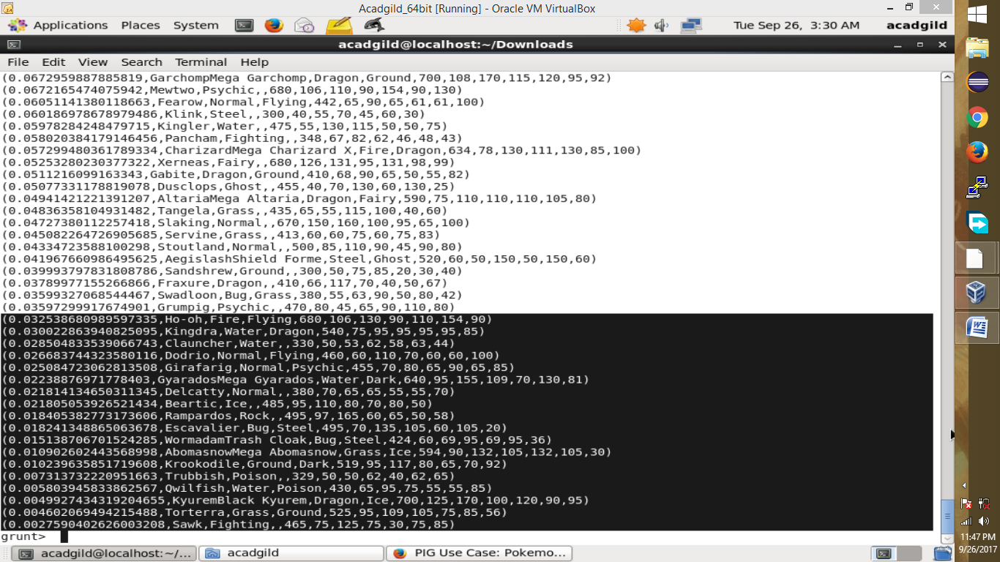 Acadgild_64bit [Running] - Oracle VM VirtualBox
Applications Places System Tue Sep 26, 3:30 AM acadgild
acadgild@localhost:~/Downloads
File Edit View Search Terminal Help
(0.0672959887885819,GarchompMega Garchomp,Dragon,Ground,700,108,170,115,120,95,92)
(0.0672165474075942,Mewtwo,Psychic,,680,106,110,90,154,90,130)
(0.06051141380118663,Fearow,Normal,Flying,442,65,90,65,61,61,100)
(0.060186978678979486,Klink,Steel,,300,40,55,70,45,60,30)
(0.05978284248479715,Kingler,Water,,475,55,130,115,50,50,75)
(0.058020384179146456,Pancham,Fighting,,348,67,82,62,46,48,43)
(0.057299480361789334,CharizardMega Charizard X,Fire,Dragon,634,78,130,111,130,85,100)
(0.05253280230377322,Xerneas,Fairy,,680,126,131,95,131,98,99)
(0.0511216099163343,Gabite,Dragon,Ground,410,68,90,65,50,55,82)
(0.05077331178819078,Dusclops,Ghost,,455,40,70,130,60,130,25)
(0.04941421221391207,AltariaMega Altaria,Dragon,Fairy,590,75,110,110,110,105,80)
(0.04836358104931482,Tangela,Grass,,435,65,55,115,100,40,60)
(0.04727380112257418,Slaking,Normal,,670,150,160,100,95,65,100)
(0.045082264726905685,Servine,Grass,,413,60,60,75,60,75,83)
(0.04334723588100298,Stoutland,Normal,,500,85,110,90,45,90,80)
(0.041967660986495625,AegislashShield Forme,Steel,Ghost,520,60,50,150,50,150,60)
(0.039993797831808786,Sandshrew,Ground,,300,50,75,85,20,30,40)
(0.03789977155266866,Fraxure,Dragon,,410,66,117,70,40,50,67)
(0.03599327068544467,Swadloon,Bug,Grass,380,55,63,90,50,80,42)
(0.03597299917674901,Grumpig,Psychic,,470,80,45,65,90,110,80)
(0.032538680989597335,Ho-oh,Fire,Flying,680,106,130,90,110,154,90)
(0.030022863940825095,Kingdra,Water,Dragon,540,75,95,95,95,95,85)
(0.028504833539066743,Clauncher,Water,,330,50,53,62,58,63,44)
(0.026683744323580116,Dodrio,Normal,Flying,460,60,110,70,60,60,100)
(0.025084723062813508,Girafarig,Normal,Psychic,455,70,80,65,90,65,85)
(0.02238876971778403,GyaradosMega Gyarados,Water,Dark,640,95,155,109,70,130,81)
(0.021814134650311345,Delcatty,Normal,,380,70,65,65,55,55,70)
(0.021805053926521434,Beartic,Ice,,485,95,110,80,70,80,50)
(0.018405382773173606,Rampardos,Rock,,495,97,165,60,65,50,58)
(0.018241348865063678,Escavalier,Bug,Steel,495,70,135,105,60,105,20)
(0.015138706701524285,WormadamTrash Cloak,Bug,Steel,424,60,69,95,69,95,36)
(0.010902602443568998,AbomasnowMega Abomasnow,Grass,Ice,594,90,132,105,132,105,30)
(0.010239635851719608,Krookodile,Ground,Dark,519,95,117,80,65,70,92)
(0.007313732220951663,Trubbish,Poison,,329,50,50,62,40,62,65)
(0.005803945833862567,Qwilfish,Water,Poison,430,65,95,75,55,55,85)
(0.0049927434319204655,KyuremBlack Kyurem,Dragon,Ice,700,125,170,100,120,90,95)
(0.004602069494215488,Torterra,Grass,Ground,525,95,109,105,75,85,56)
(0.0027590402626003208,Sawk,Fighting,,465,75,125,75,30,75,85)
grunt>
acadgild@localhost:~/... acadgild PIG Use Case: Pokemo...
11:47 PM
9/26/2017